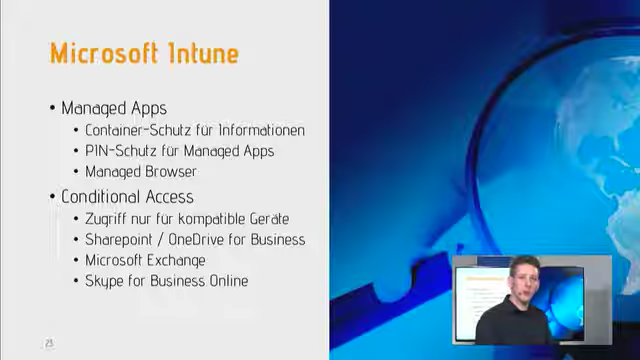 Microsoft Intune
• Managed Apps
• Container-Schutz für Informationen
• PIN-Schutz für Managed Apps
• Managed Browser
• Conditional Access
• Zugriff nur für kompatible Geräte
• Sharepoint / OneDrive for Business
• Microsoft Exchange
• Skype for Business Online
23